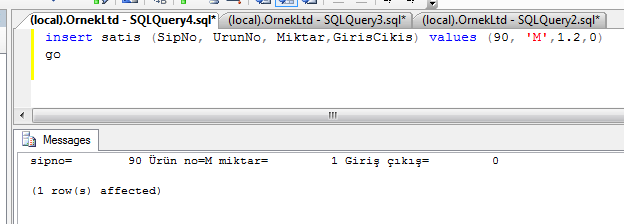 (local).OrnekLtd - SQLQuery4.sql* (local).OrnekLtd - SQLQuery3.sql* (local).OrnekLtd - SQLQuery2.sql*
insert satis (SipNo, UrunNo, Miktar,GirisCikis) values (90, 'M',1.2,0)
go
Messages
sipno= 90 Ürün no=M miktar= 1 Giriş çıkış= 0
(1 row(s) affected)